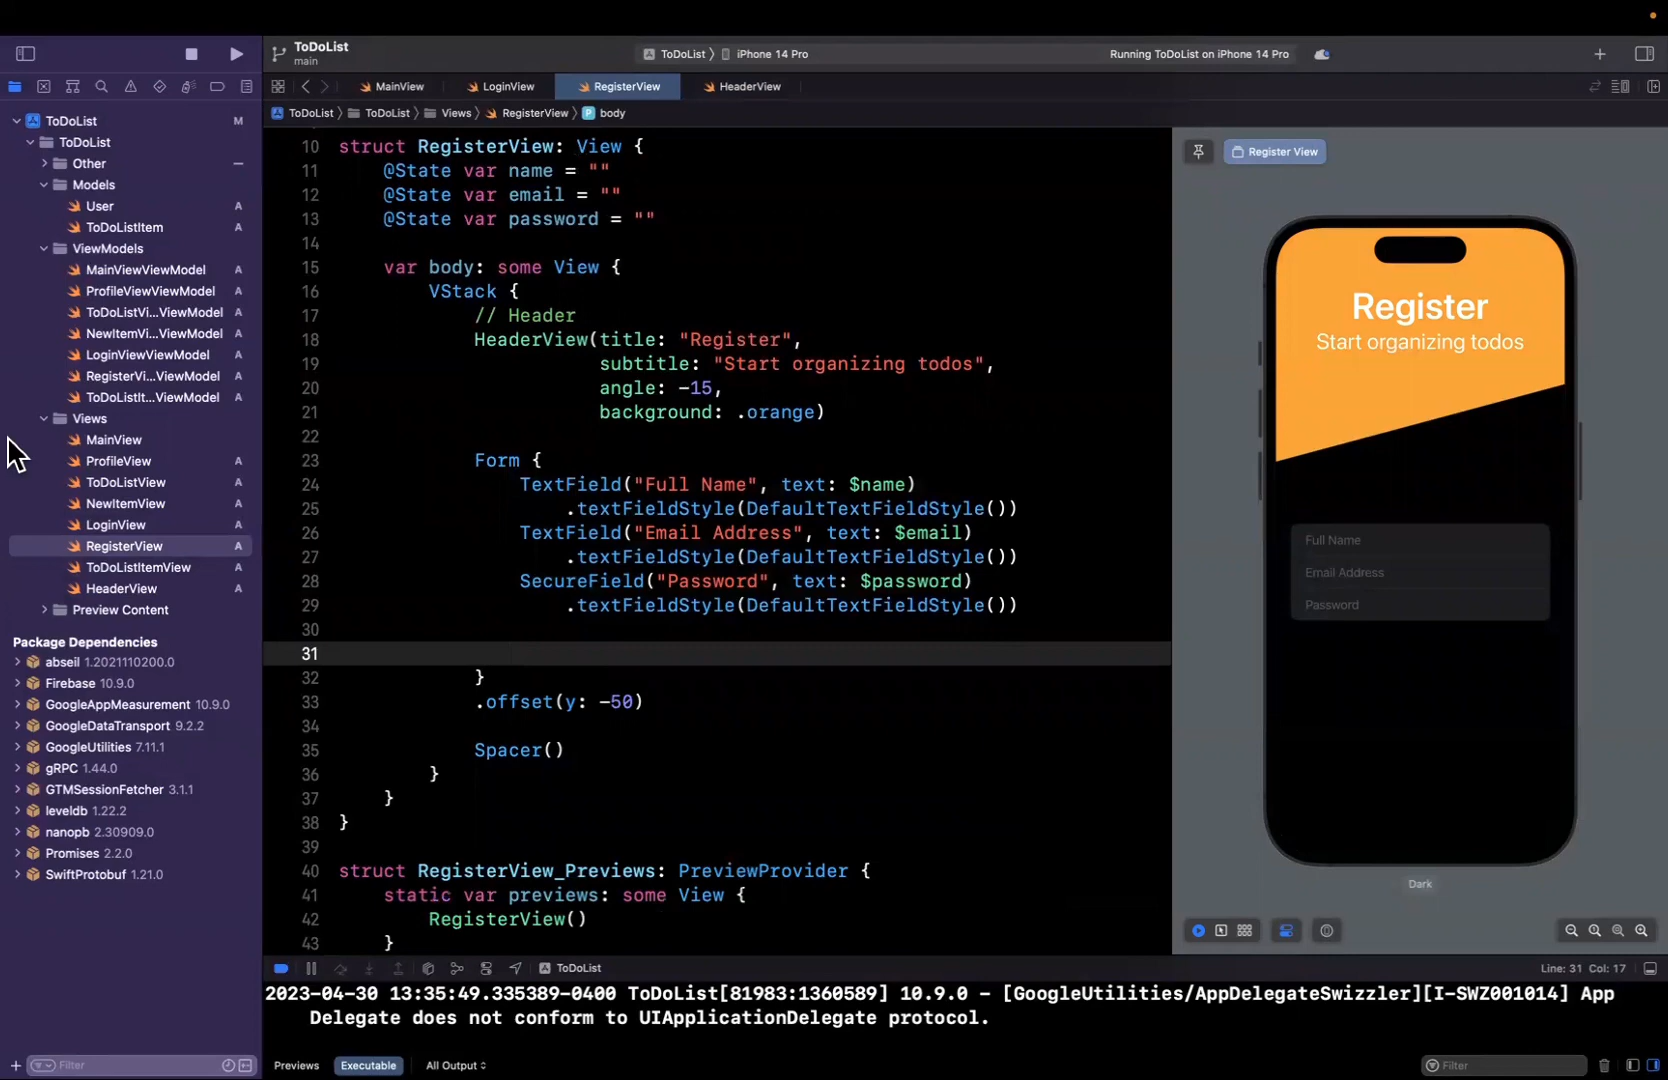 ToDoList
main
ToDoList
iPhone 14 Pro
Running ToDoList on iPhone 14 Pro
MainView
LoginView
RegisterView
HeaderView
ToDoList
ToDoList
Views
RegisterView
P body
ToDoList M
ToDoList
Other
Models
User A
ToDoListItem A
ViewModels
MainViewViewModel A
ProfileViewViewModel A
ToDoListVi...ViewModel A
NewItemVi...ViewModel A
LoginViewViewModel A
RegisterVi...ViewModel A
ToDoListIt...ViewModel A
Views
MainView
ProfileView A
ToDoListView A
NewItemView A
LoginView A
RegisterView A
ToDoListItemView A
HeaderView A
Preview Content
Package Dependencies
abseil 1.2021110200.0
Firebase 10.9.0
GoogleAppMeasurement 10.9.0
GoogleDataTransport 9.2.2
GoogleUtilities 7.11.1
gRPC 1.44.0
GTMSessionFetcher 3.1.1
leveldb 1.22.2
nanopb 2.30909.0
Promises 2.2.0
SwiftProtobuf 1.21.0
Filter
10 struct RegisterView: View {
11 @State var name = ""
12 @State var email = ""
13 @State var password = ""
14
15 var body: some View {
16 VStack {
17 // Header
18 HeaderView(title: "Register",
19 subtitle: "Start organizing todos",
20 angle: -15,
21 background: .orange)
22
23 Form {
24 TextField("Full Name", text: $name)
25 .textFieldStyle(DefaultTextFieldStyle())
26 TextField("Email Address", text: $email)
27 .textFieldStyle(DefaultTextFieldStyle())
28 SecureField("Password", text: $password)
29 .textFieldStyle(DefaultTextFieldStyle())
30
31
32 }
33 .offset(y: -50)
34
35 Spacer()
36 }
37 }
38 }
39
40 struct RegisterView_Previews: PreviewProvider {
41 static var previews: some View {
42 RegisterView()
43 }
Register View
Register
Start organizing todos
Full Name
Email Address
Password
Dark
ToDoList
Line: 31 Col: 17
2023-04-30 13:35:49.335389-0400 ToDoList[81983:1360589] 10.9.0 - [GoogleUtilities/AppDelegateSwizzler][I-SWZ001014] App
Delegate does not conform to UIApplicationDelegate protocol.
Previews
Executable
All Output
Filter